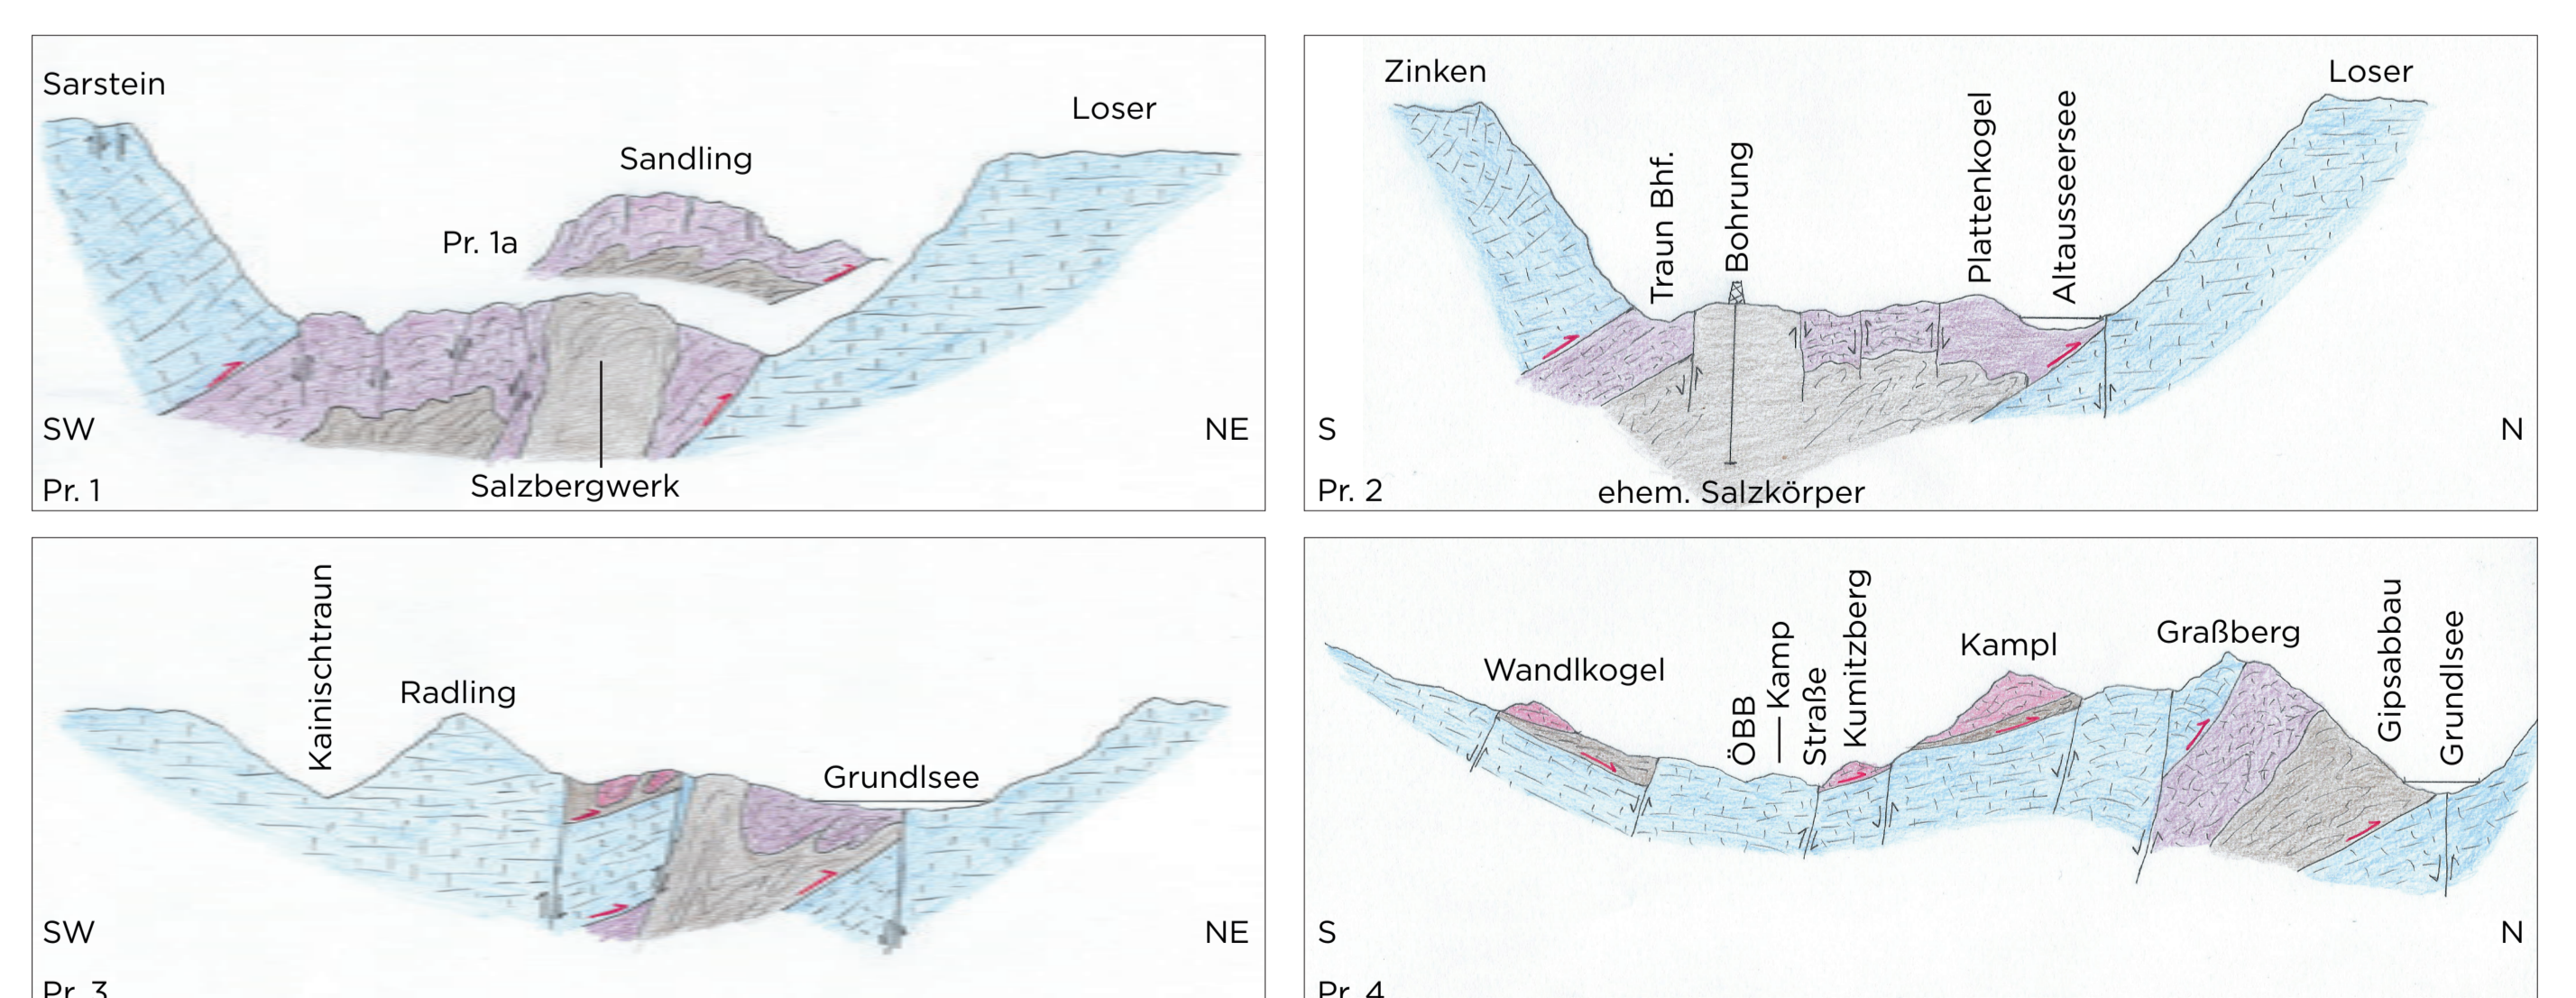 Sarstein
Loser
Sandling
Pr. 1a
SW
NE
Pr. 1
Salzbergwerk
Zinken
Loser
Traun Bhf.
Bohrung
Plattenkogel
Altausseersee
S
N
Pr. 2
ehem. Salzkörper
Kainischtraun
Radling
Grundlsee
SW
NE
Pr. 3
Wandlkogel
ÖBB
Kamp
Straße
Kumitzberg
Kampl
Graßberg
Gipsabbau
Grundlsee
S
N
Pr. 4